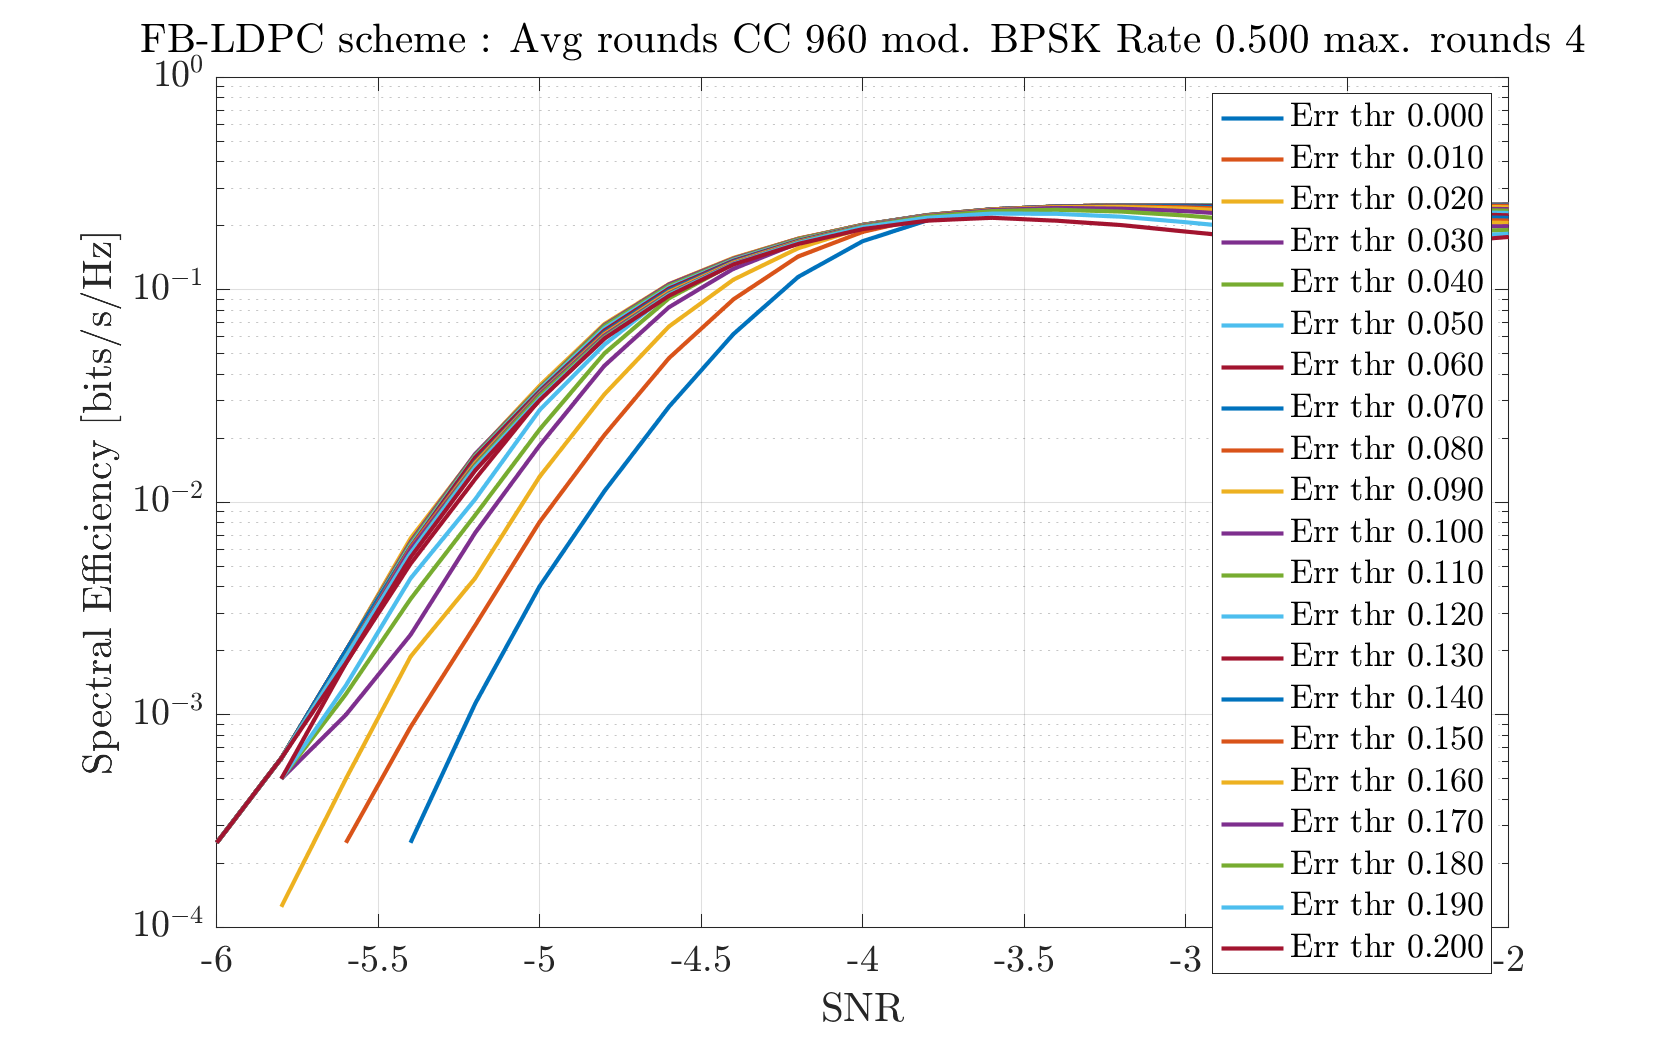 FB-LDPC scheme : Avg rounds CC 960 mod. BPSK Rate 0.500 max. rounds 4
Spectral Efficiency [bits/s/Hz]
10^0
10^-1
10^-2
10^-3
10^-4
-6 -5.5 -5 -4.5 -4 -3.5 -3 -2
SNR
Err thr 0.000
Err thr 0.010
Err thr 0.020
Err thr 0.030
Err thr 0.040
Err thr 0.050
Err thr 0.060
Err thr 0.070
Err thr 0.080
Err thr 0.090
Err thr 0.100
Err thr 0.110
Err thr 0.120
Err thr 0.130
Err thr 0.140
Err thr 0.150
Err thr 0.160
Err thr 0.170
Err thr 0.180
Err thr 0.190
Err thr 0.200